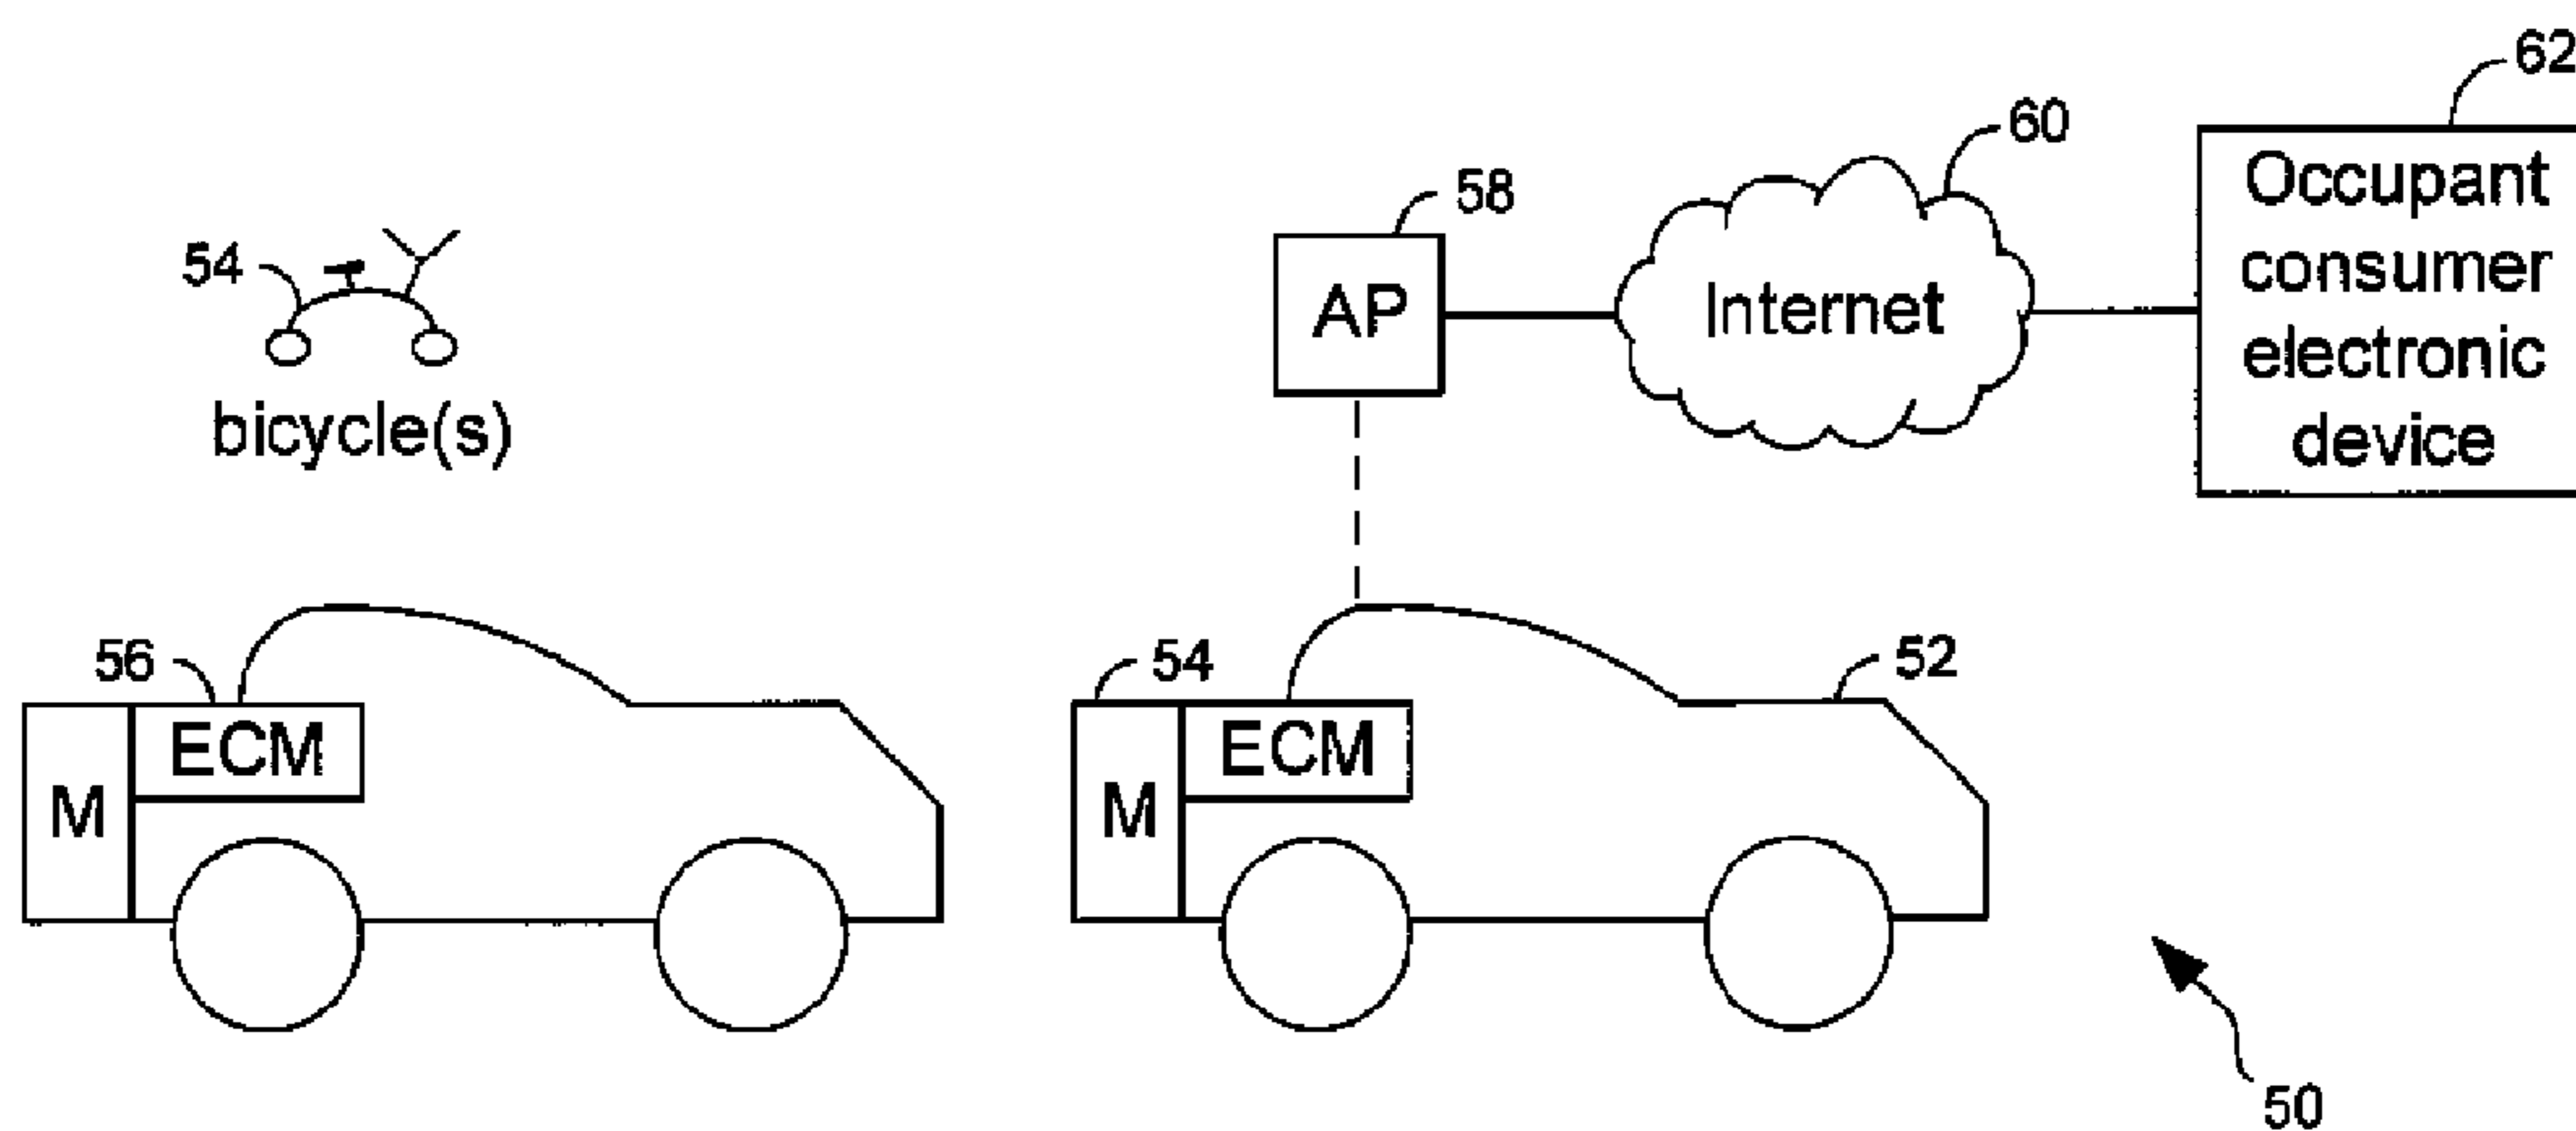 62
60
58
Occupant
consumer
electronic
device
54
AP
Internet
bicycle(s)
56
54
52
ECM
ECM
M
M
50